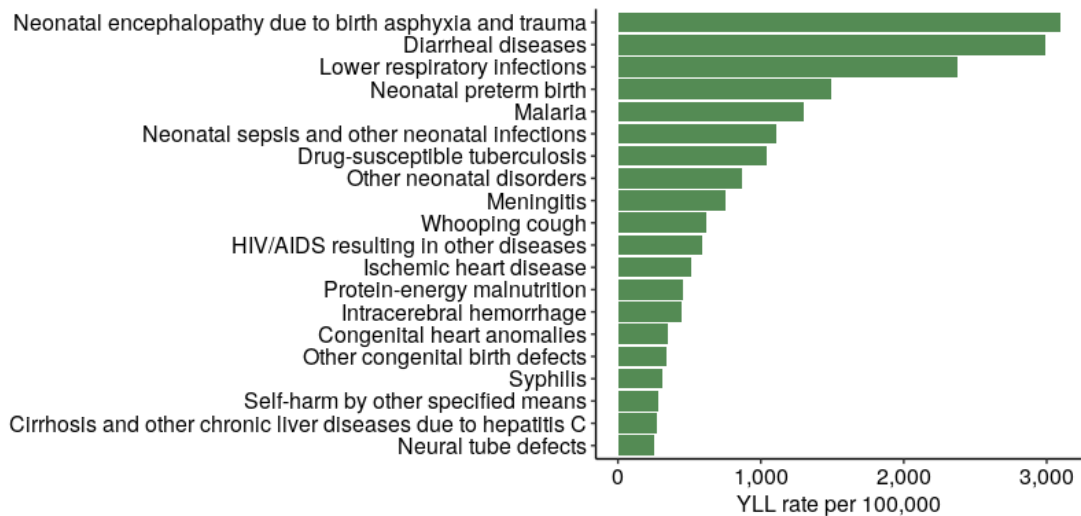 Neonatal encephalopathy due to birth asphyxia and trauma
Diarrheal diseases
Lower respiratory infections
Neonatal preterm birth
Malaria
Neonatal sepsis and other neonatal infections
Drug-susceptible tuberculosis
Other neonatal disorders
Meningitis
Whooping cough
HIV/AIDS resulting in other diseases
Ischemic heart disease
Protein-energy malnutrition
Intracerebral hemorrhage
Congenital heart anomalies
Other congenital birth defects
Syphilis
Self-harm by other specified means
Cirrhosis and other chronic liver diseases due to hepatitis C
Neural tube defects
0 1,000 2,000 3,000
YLL rate per 100,000